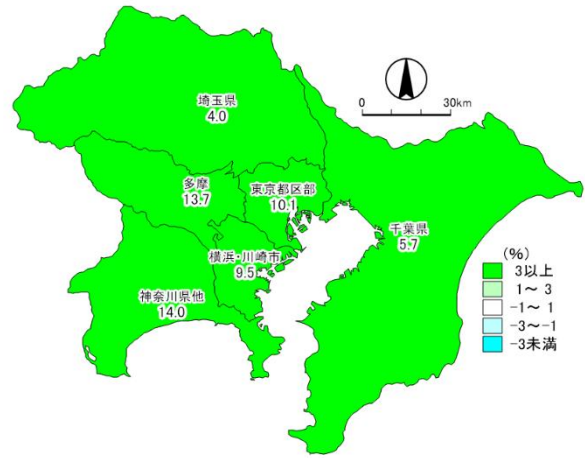 0 30km
埼玉県
4.0
多摩
13.7
東京都区部
10.1
千葉県
5.7
横浜・川崎市
9.5
神奈川県他
14.0
(%)
3以上
1～ 3
-1～ 1
-3～-1
-3未満